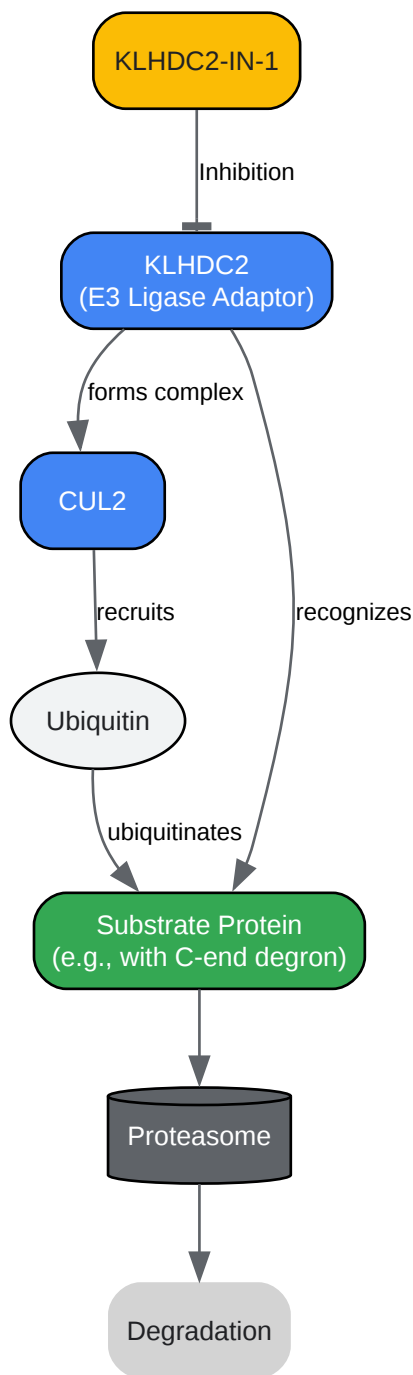 KLHDC2-IN-1
Inhibition
KLHDC2
(E3 Ligase Adaptor)
forms complex
CUL2
recruits
recognizes
Ubiquitin
ubiquitinates
Substrate Protein
(e.g., with C-end degron)
Proteasome
Degradation